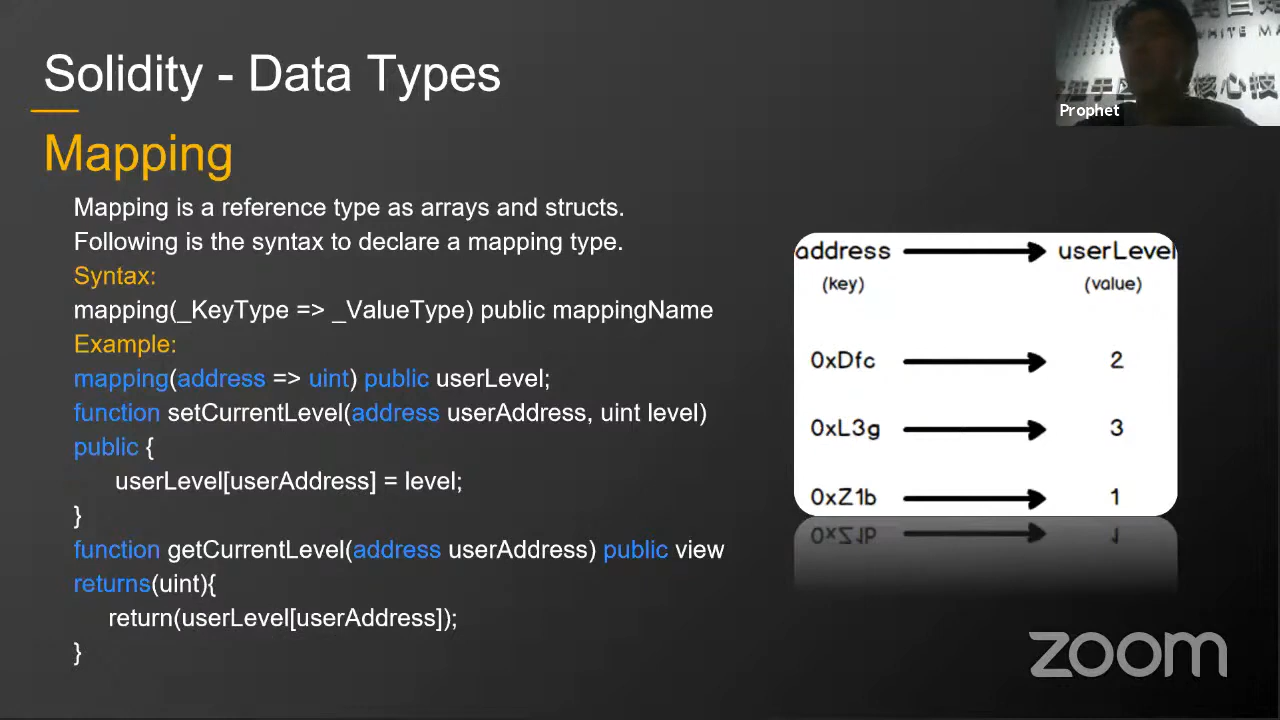 Solidity - Data Types
Mapping
Mapping is a reference type as arrays and structs.
Following is the syntax to declare a mapping type.
Syntax:
mapping(_KeyType => _ValueType) public mappingName
Example:
mapping(address => uint) public userLevel;
function setCurrentLevel(address userAddress, uint level)
public {
userLevel[userAddress] = level;
}
function getCurrentLevel(address userAddress) public view
returns(uint){
return(userLevel[userAddress]);
}
address userLevel
(key) (value)
0xDfc 2
0xL3g 3
0xZ1b 1
Prophet
zoom